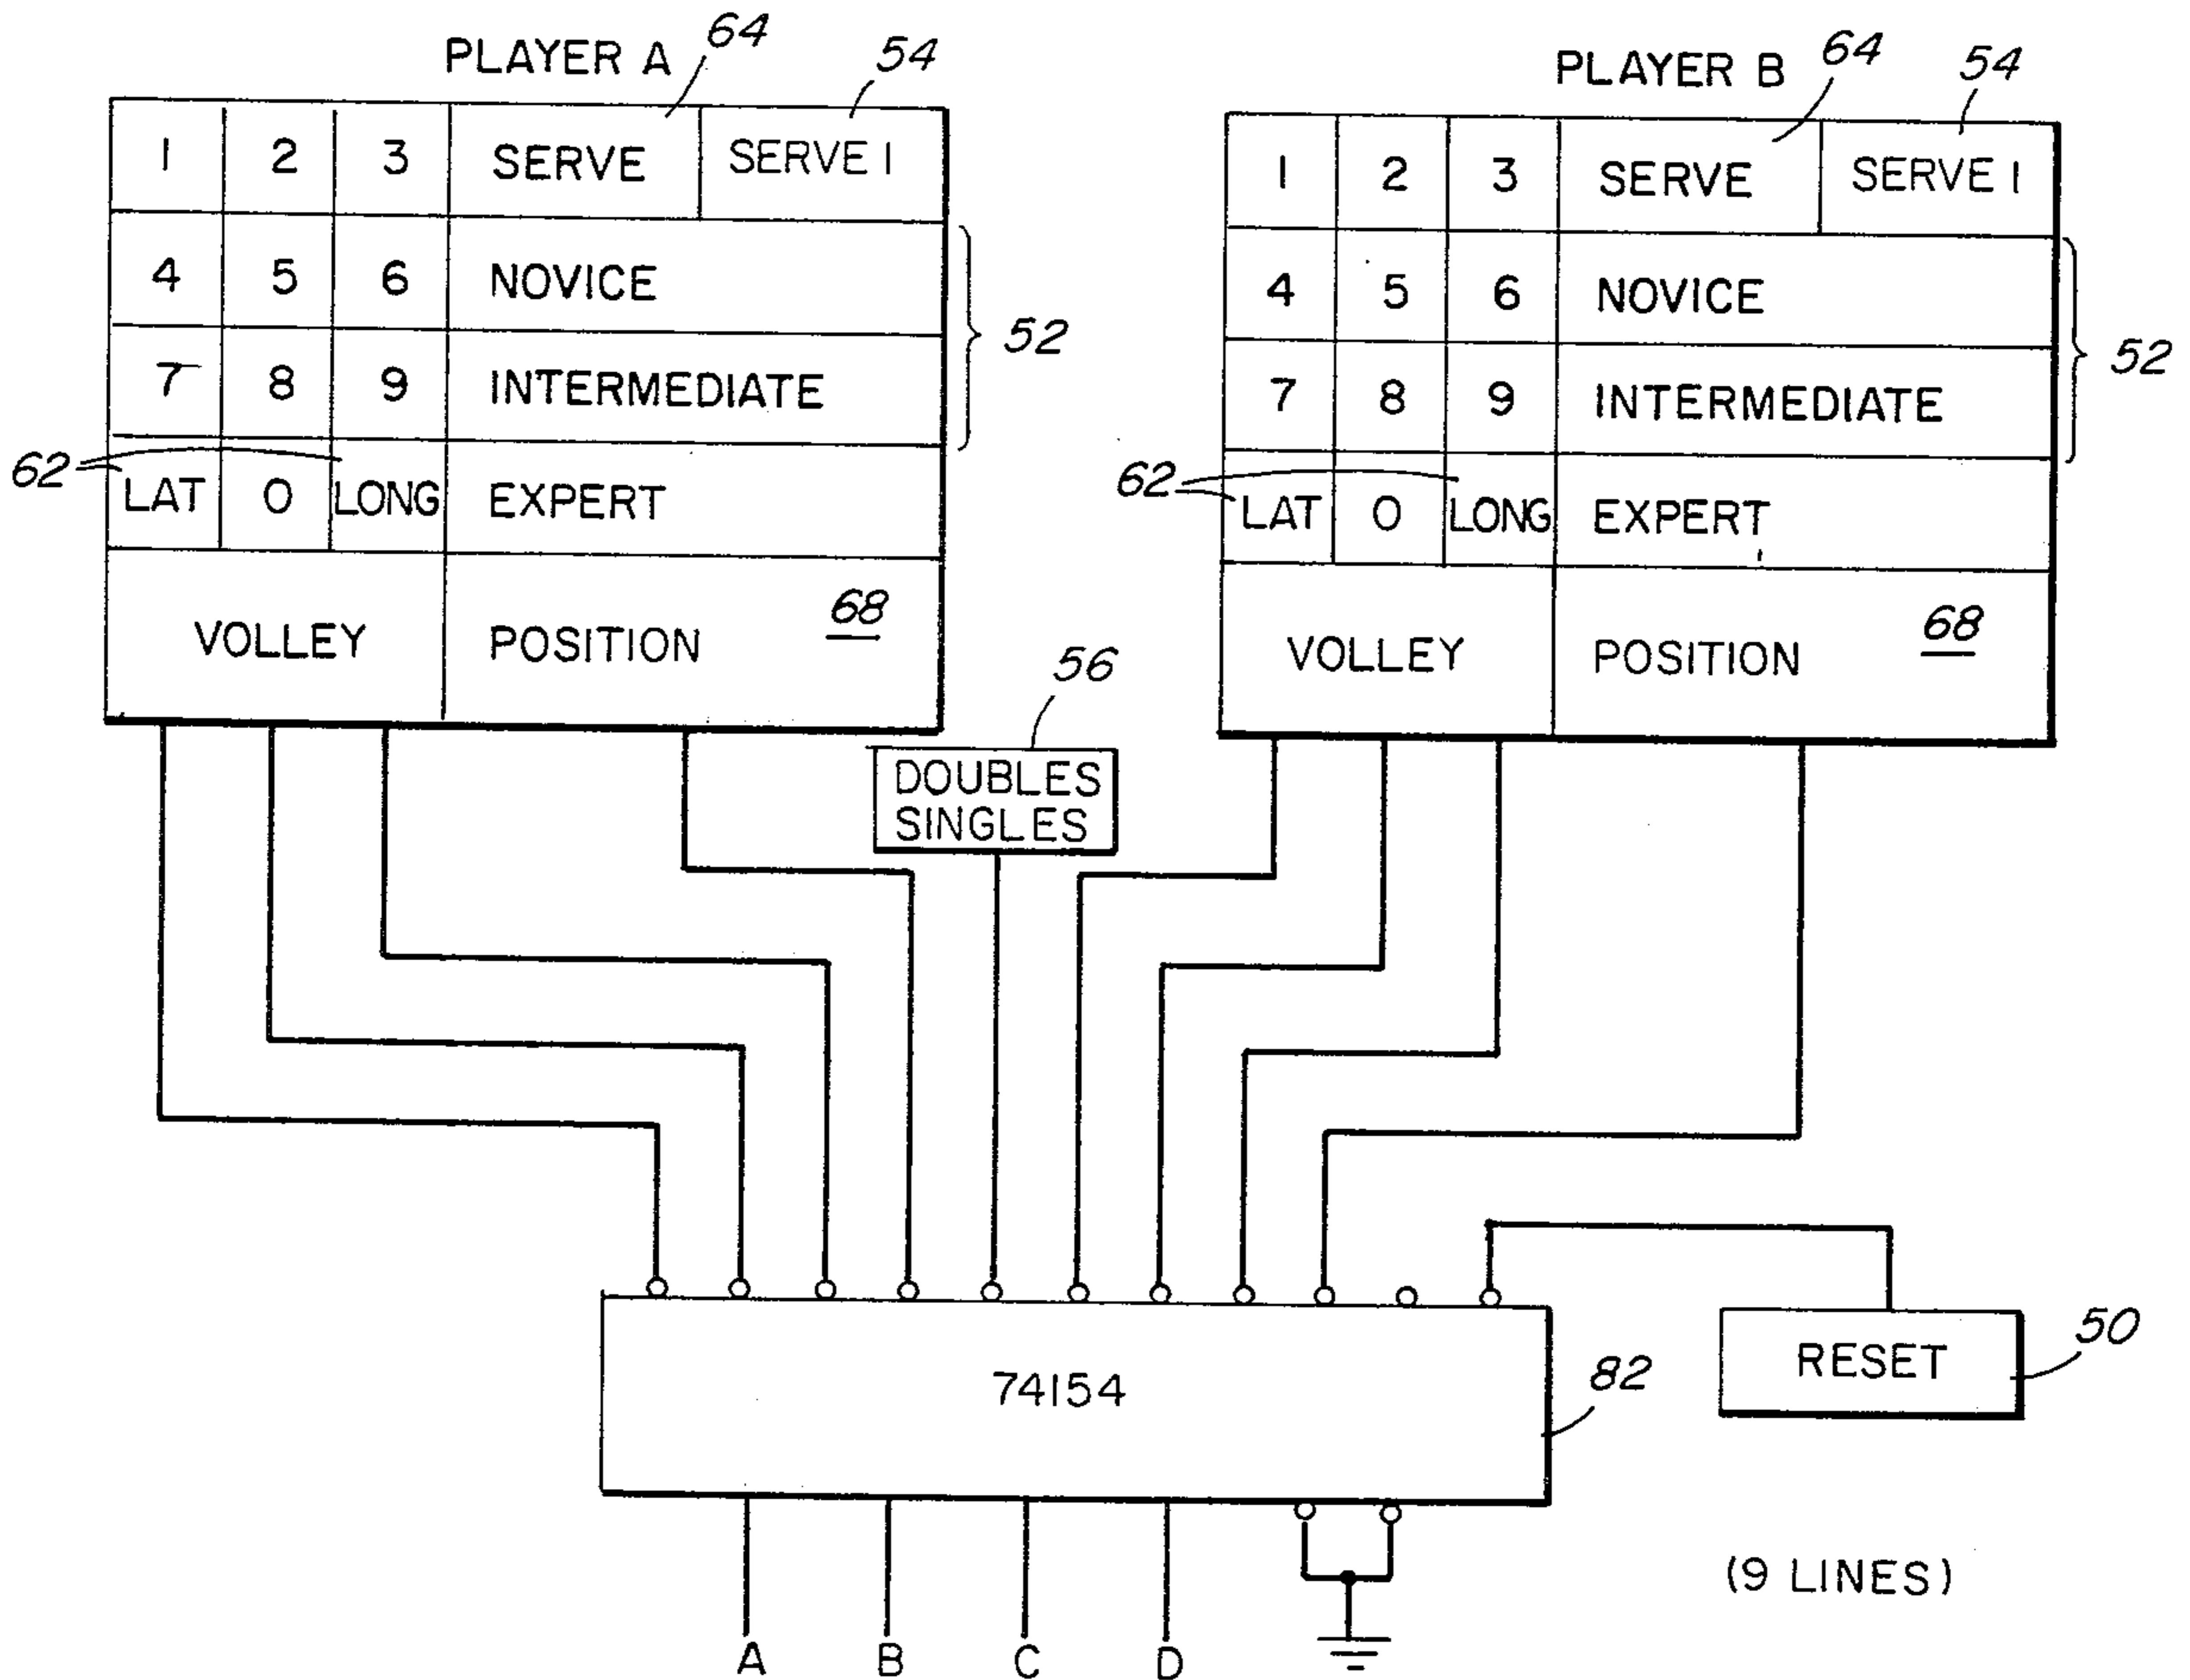 PLAYER A 64 54
1 2 3 SERVE SERVE 1
4 5 6 NOVICE
52
7 8 9 INTERMEDIATE
62
LAT 0 LONG EXPERT
VOLLEY POSITION 68
PLAYER B 64 54
1 2 3 SERVE SERVE 1
4 5 6 NOVICE
52
7 8 9 INTERMEDIATE
62
LAT 0 LONG EXPERT
VOLLEY POSITION 68
56
DOUBLES
SINGLES
74154
82
RESET
50
(9 LINES)
A B C D